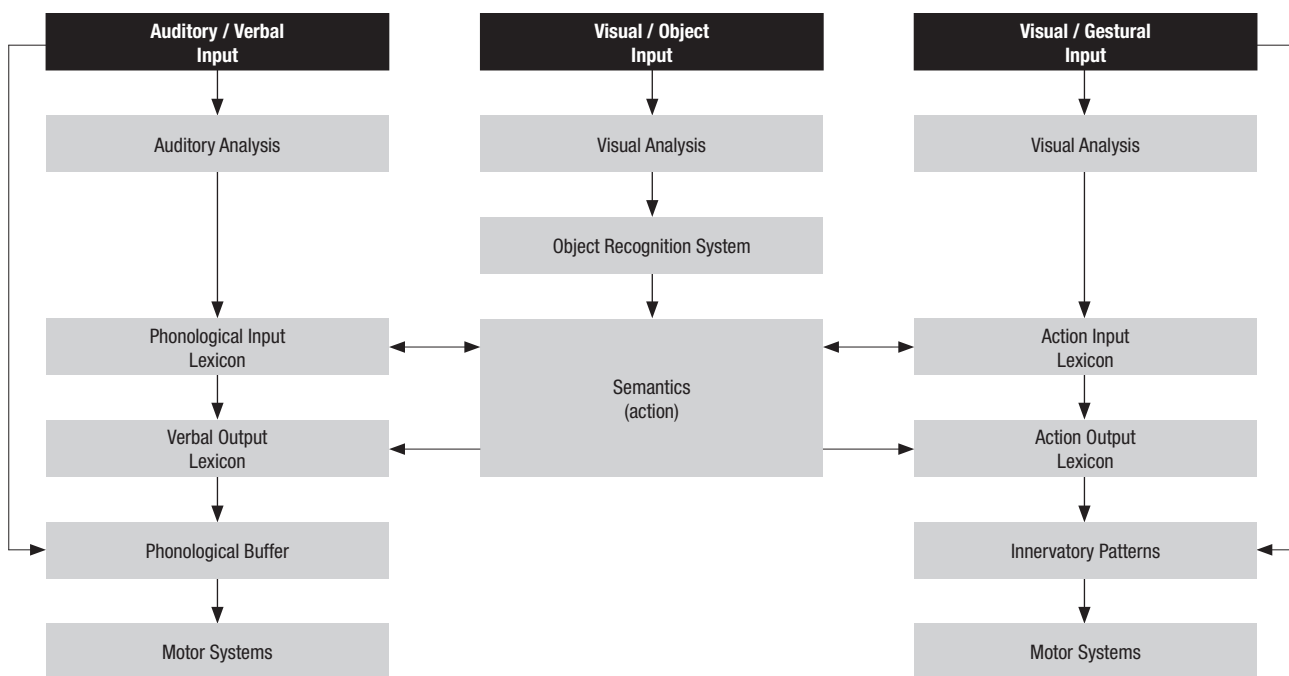 Auditory / Verbal
Input
Visual / Object
Input
Visual / Gestural
Input
Auditory Analysis
Visual Analysis
Visual Analysis
Object Recognition System
Phonological Input
Lexicon
Semantics
(action)
Action Input
Lexicon
Verbal Output
Lexicon
Action Output
Lexicon
Phonological Buffer
Innervatory Patterns
Motor Systems
Motor Systems